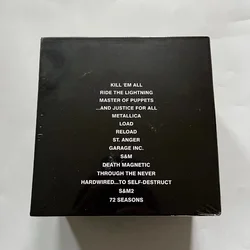 KILL 'EM ALL
RIDE THE LIGHTNING
MASTER OF PUPPETS
...AND JUSTICE FOR ALL
METALLICA
LOAD
RELOAD
ST. ANGER
GARAGE INC.
S&M
DEATH MAGNETIC
THROUGH THE NEVER
HARDWIRED...TO SELF-DESTRUCT
S&M2
72 SEASONS